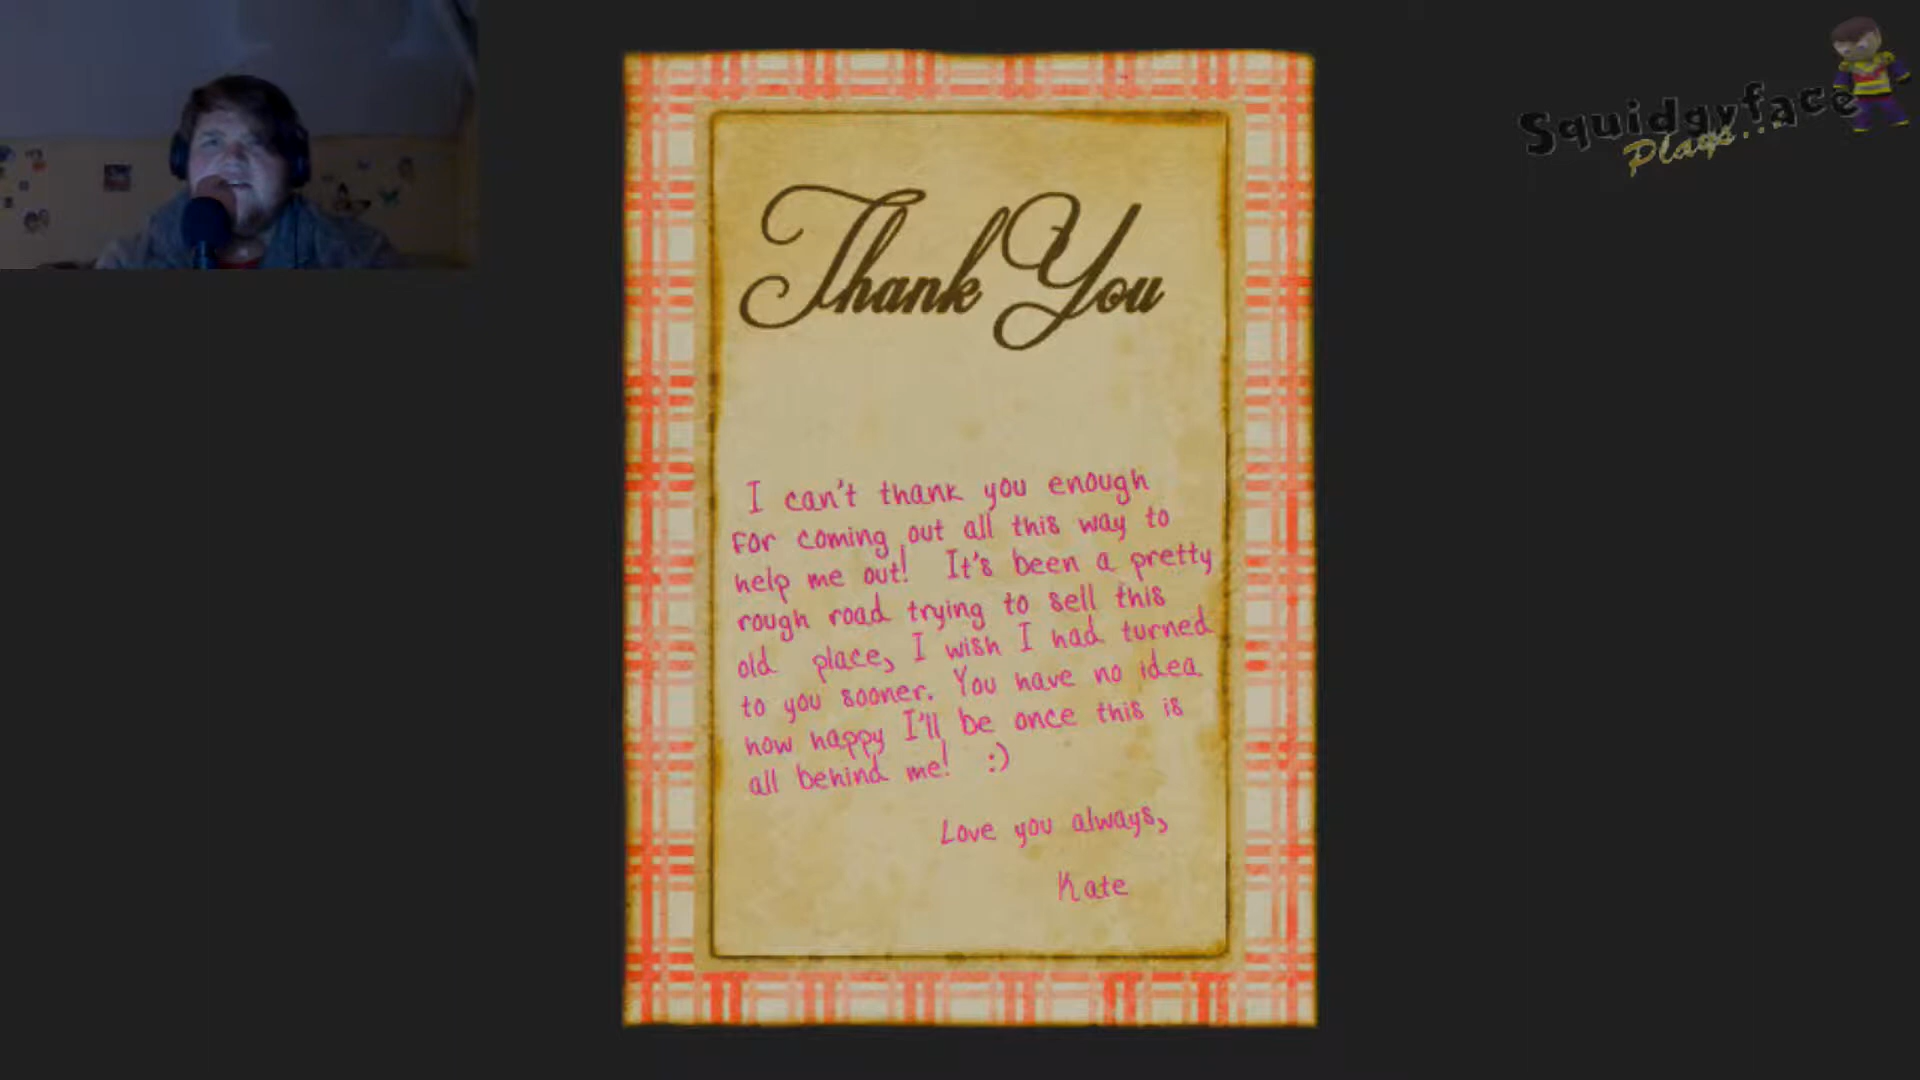 Squidgyface
Plays...
Thank You
I can't thank you enough
for coming out all this way to
help me out! It's been a pretty
rough road trying to sell this
old place, I wish I had turned
to you sooner. You have no idea
how happy I'll be once this is
all behind me! :)
Love you always,
Kate